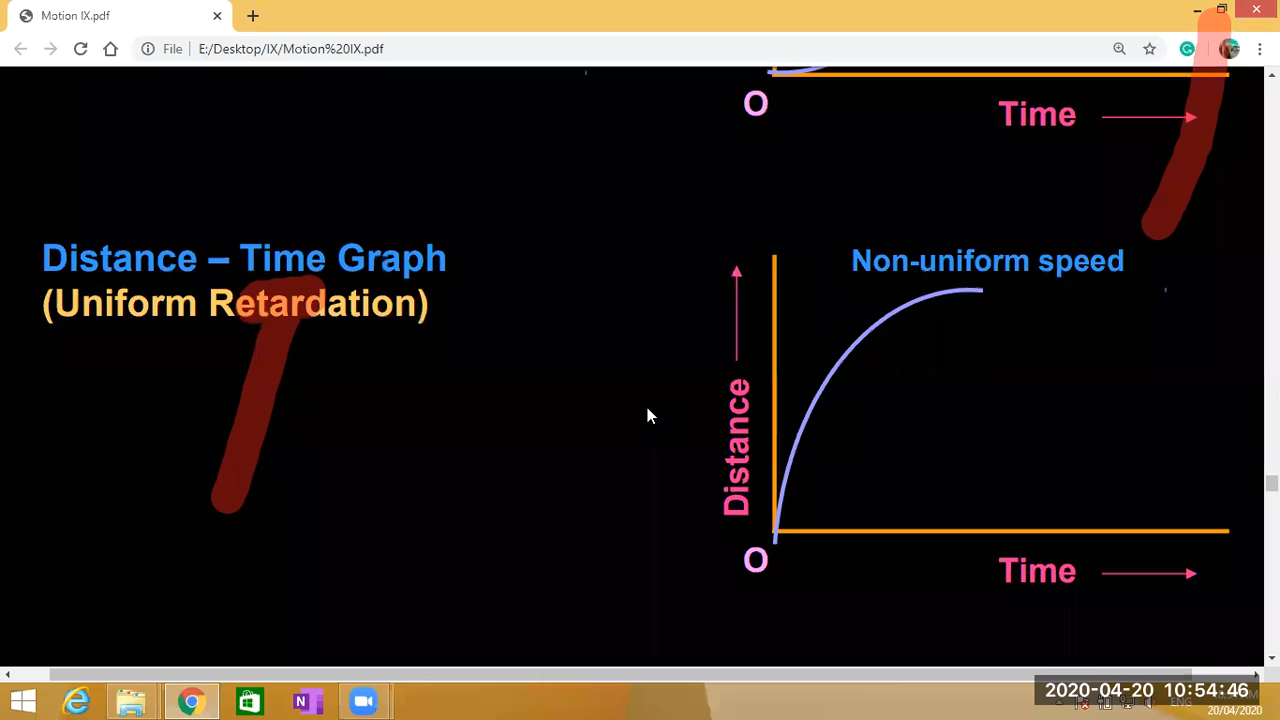 Motion IX.pdf
File E:/Desktop/IX/Motion%20IX.pdf
O
Time
Distance – Time Graph
(Uniform Retardation)
Non-uniform speed
Distance
O
Time
2020-04-20 10:54:46
ENG
20/04/2020